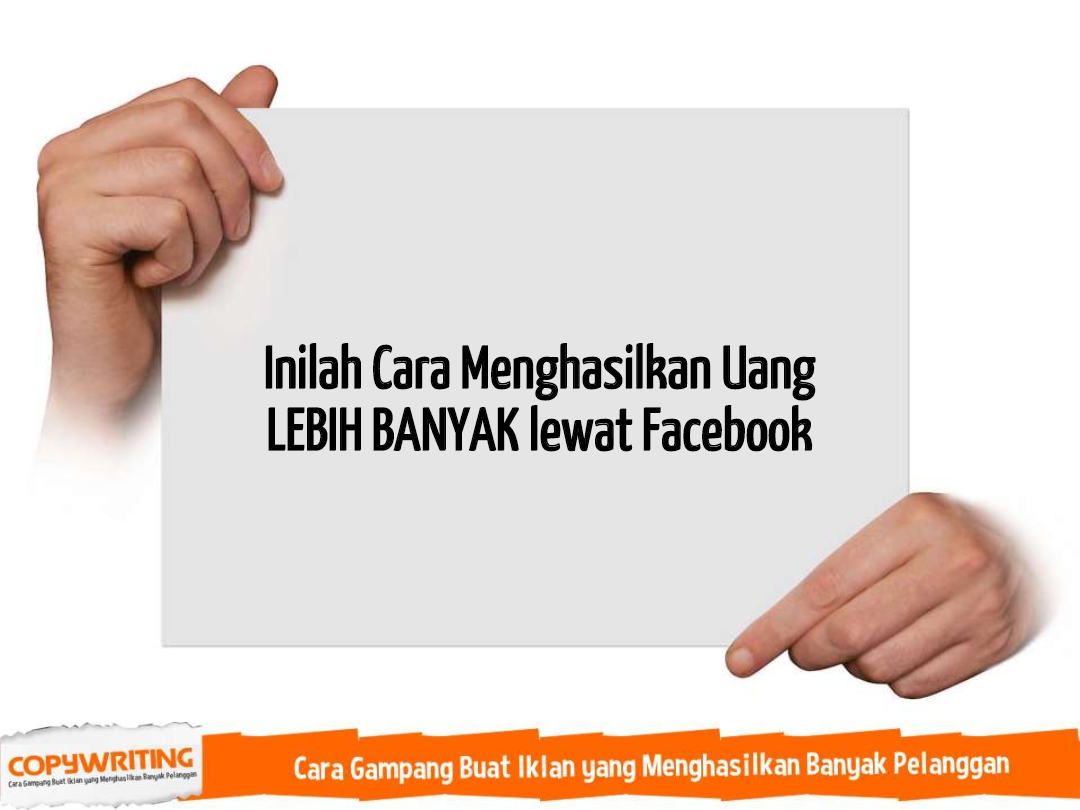 Inilah Cara Menghasilkan Uang
LEBIH BANYAK lewat Facebook
COPYWRITING
Cara Gampang Buat Iklan yang Menghasilkan Banyak Pelanggan
Cara Gampang Buat Iklan yang Menghasilkan Banyak Pelanggan